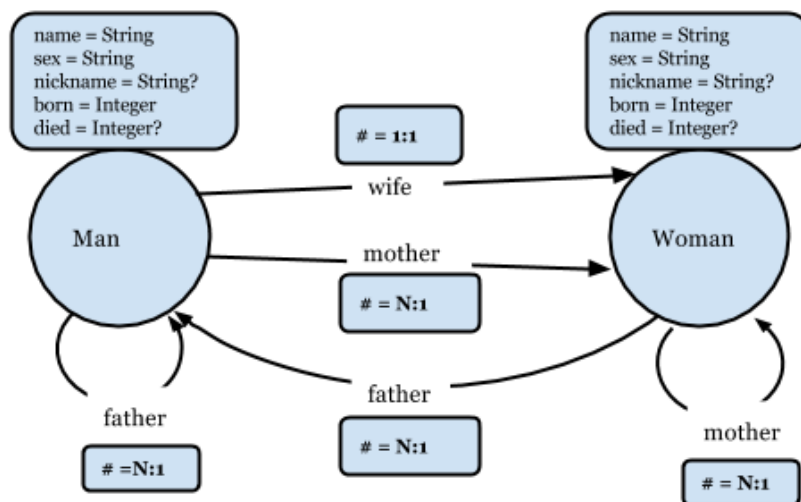 name = String
sex = String
nickname = String?
born = Integer
died = Integer?
name = String
sex = String
nickname = String?
born = Integer
died = Integer?
# = 1:1
wife
Man
Woman
mother
# = N:1
father
# = N:1
father
# =N:1
mother
# = N:1